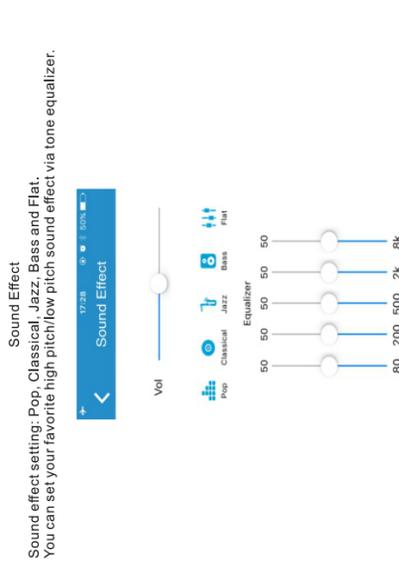 Sound Effect
Sound effect setting: Pop, Classical, Jazz, Bass and Flat.
You can set your favorite high pitch/low pitch sound effect via tone equalizer.
17:28 50%
Sound Effect
Vol
Pop Classical Jazz Bass Flat
Equalizer
50 50 50 50 50
80 200 500 2k 8k